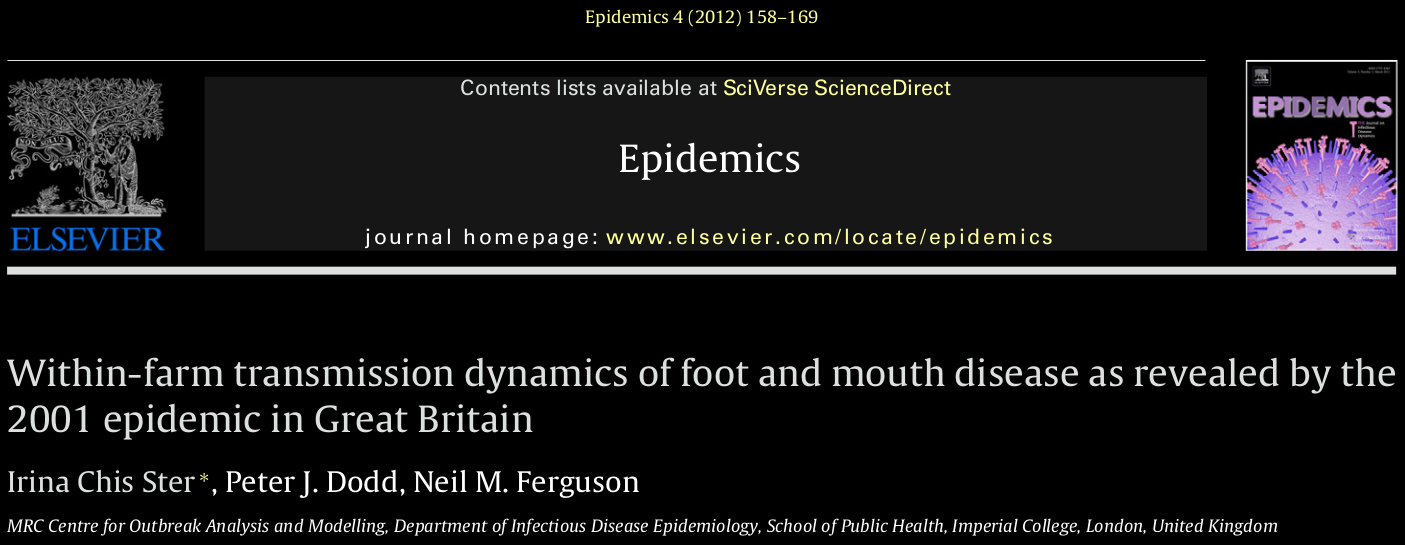 Epidemics 4 (2012) 158–169
Contents lists available at SciVerse ScienceDirect
Epidemics
journal homepage: www.elsevier.com/locate/epidemics
ELSEVIER
EPIDEMICS
Within-farm transmission dynamics of foot and mouth disease as revealed by the
2001 epidemic in Great Britain
Irina Chis Ster*, Peter J. Dodd, Neil M. Ferguson
MRC Centre for Outbreak Analysis and Modelling, Department of Infectious Disease Epidemiology, School of Public Health, Imperial College, London, United Kingdom